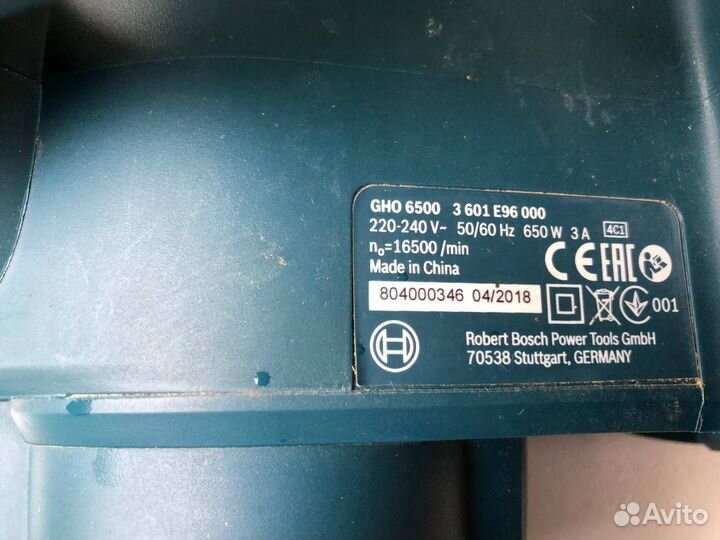 GHO 6500 3 601 E96 000
220-240 V~ 50/60 Hz 650 W 3 A 4C1
n₀=16500 /min
Made in China
CE EAC
804000346 04/2018
001
Robert Bosch Power Tools GmbH
70538 Stuttgart, GERMANY
Avito